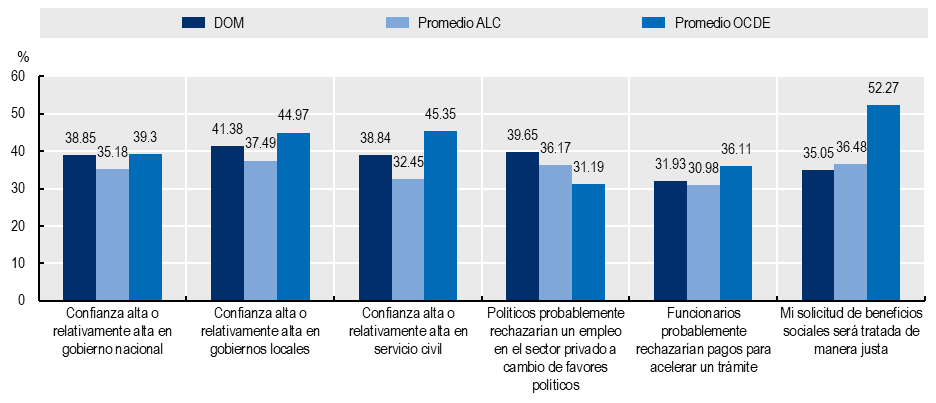 DOM Promedio ALC Promedio OCDE
%
60
50
40
30
20
10
0
38.85 35.18 39.3
41.38 37.49 44.97
38.84 32.45 45.35
39.65 36.17 31.19
31.93 30.98 36.11
35.05 36.48 52.27
Confianza alta o
relativamente alta en
gobierno nacional
Confianza alta o
relativamente alta en
gobiernos locales
Confianza alta o
relativamente alta en
servicio civil
Políticos probablemente
rechazarían un empleo
en el sector privado a
cambio de favores
políticos
Funcionarios
probablemente
rechazarían pagos para
acelerar un trámite
Mi solicitud de beneficios
sociales será tratada de
manera justa